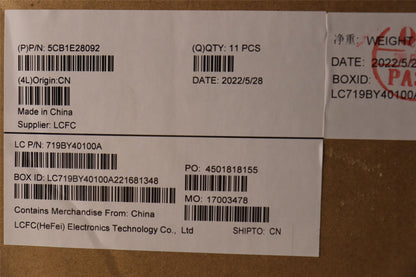 (P)P/N: 5CB1E28092
(Q)QTY: 11 PCS
(4L)Origin:CN
DATE: 2022/5/28
Made in China
Supplier: LCFC
净重: WEIGHT
DATE: 2022/5/2
BOXID:
LC719BY40100A
PAS
LC P/N: 719BY40100A
PO: 4501818155
BOX ID: LC719BY40100A221681348
MO: 17003478
Contains Merchandise From: China
LCFC(HeFei) Electronics Technology Co., Ltd
SHIPTO: CN